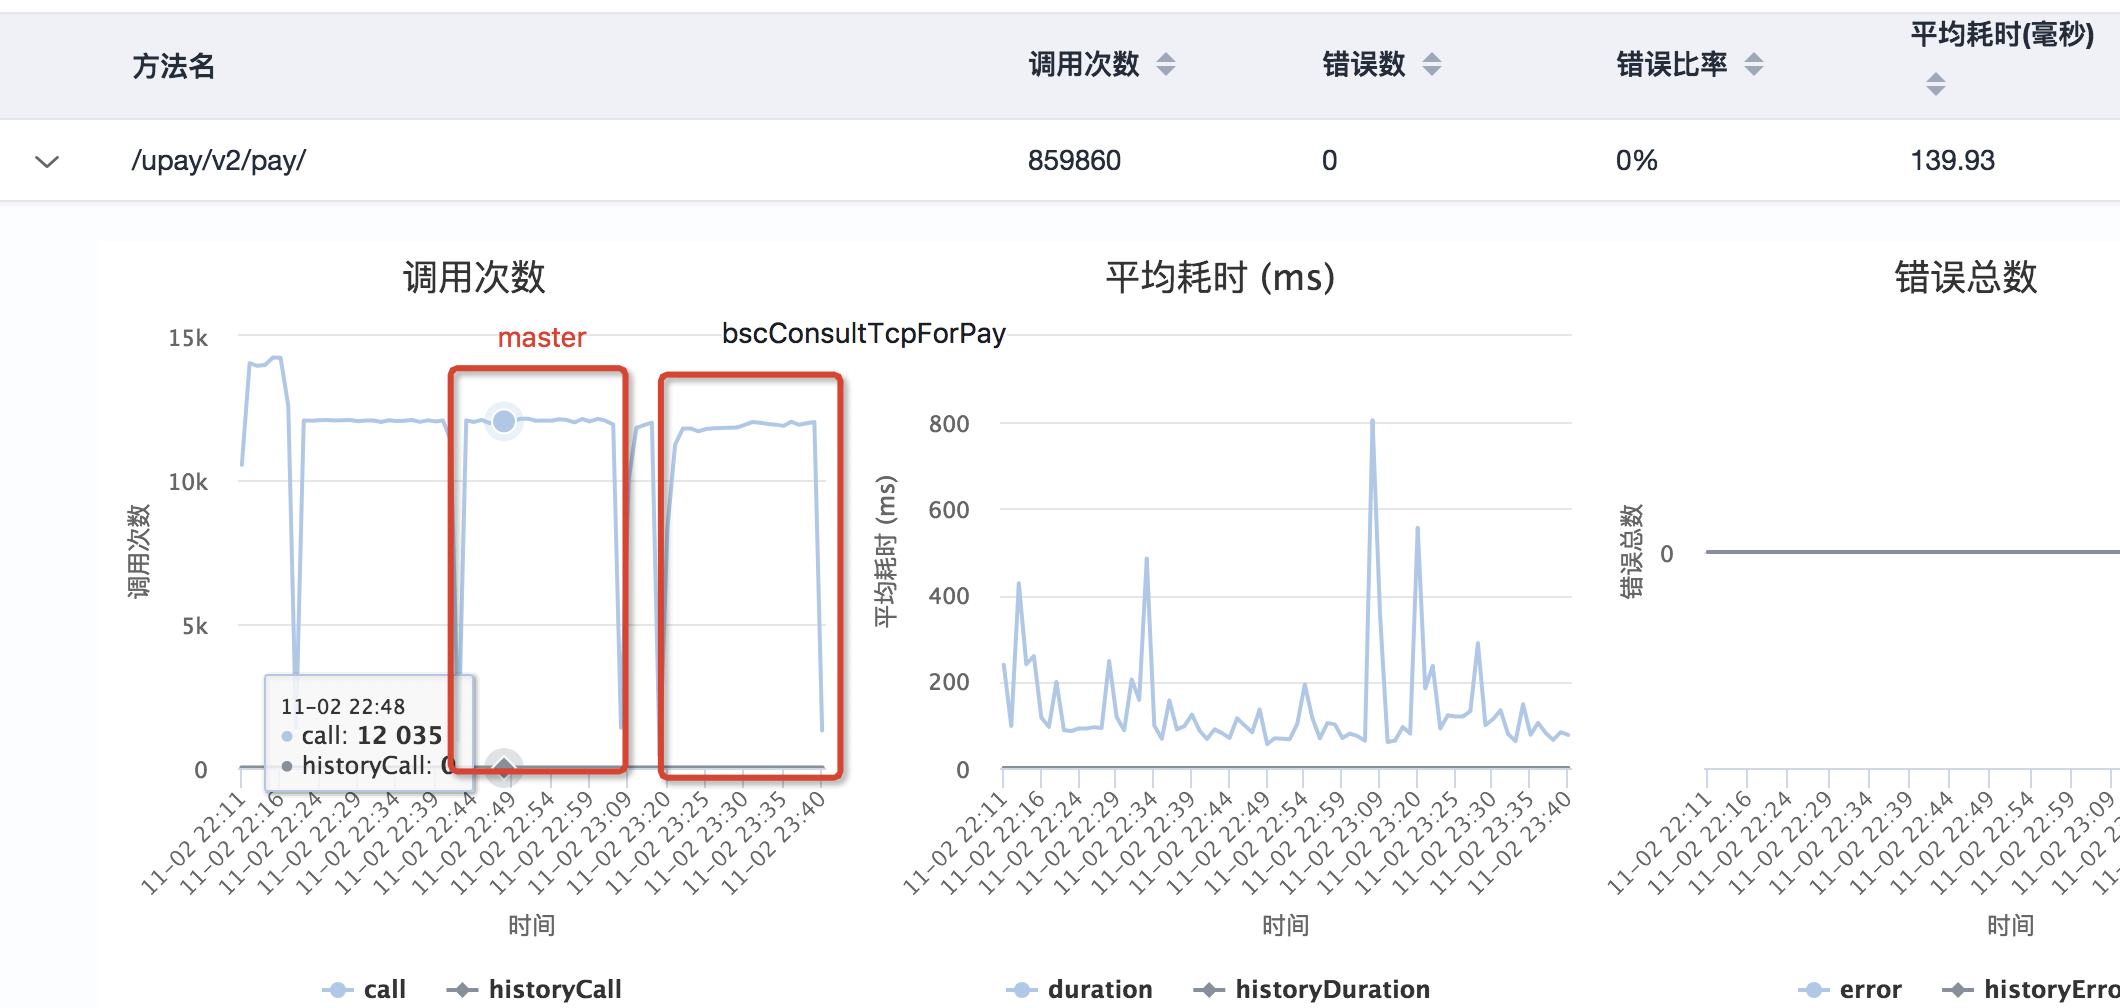 方法名
调用次数
错误数
错误比率
平均耗时(毫秒)
/upay/v2/pay/
859860
0
0%
139.93
调用次数
master
bscConsultTcpForPay
15k
10k
5k
0
调用次数
11-02 22:48
call: 12 035
historyCall: 0
11-02 22:11
11-02 22:16
11-02 22:24
11-02 22:29
11-02 22:34
11-02 22:39
11-02 22:44
11-02 22:49
11-02 22:54
11-02 22:59
11-02 23:09
11-02 23:20
11-02 23:25
11-02 23:30
11-02 23:35
11-02 23:40
时间
call
historyCall
平均耗时 (ms)
800
600
400
200
0
平均耗时 (ms)
11-02 22:11
11-02 22:16
11-02 22:24
11-02 22:29
11-02 22:34
11-02 22:39
11-02 22:44
11-02 22:49
11-02 22:54
11-02 22:59
11-02 23:09
11-02 23:20
11-02 23:25
11-02 23:30
11-02 23:35
11-02 23:40
时间
duration
historyDuration
错误总数
0
错误总数
11-02 22:11
11-02 22:16
11-02 22:24
11-02 22:29
11-02 22:34
11-02 22:39
11-02 22:44
11-02 22:49
11-02 22:54
11-02 22:59
11-02 23:09
时间
error
historyErro